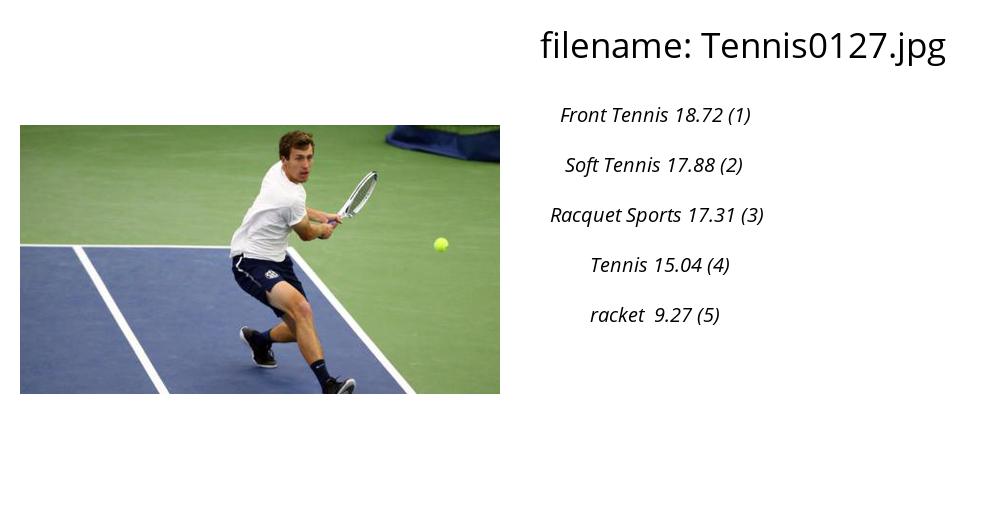 filename: Tennis0127.jpg
Front Tennis 18.72 (1)
Soft Tennis 17.88 (2)
Racquet Sports 17.31 (3)
Tennis 15.04 (4)
racket  9.27 (5)